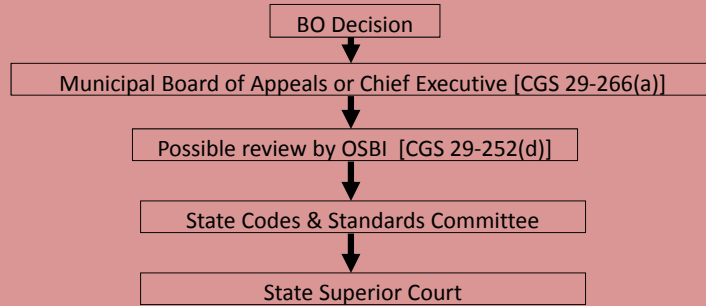 BO Decision
Municipal Board of Appeals or Chief Executive [CGS 29-266(a)]
Possible review by OSBI [CGS 29-252(d)]
State Codes & Standards Committee
State Superior Court